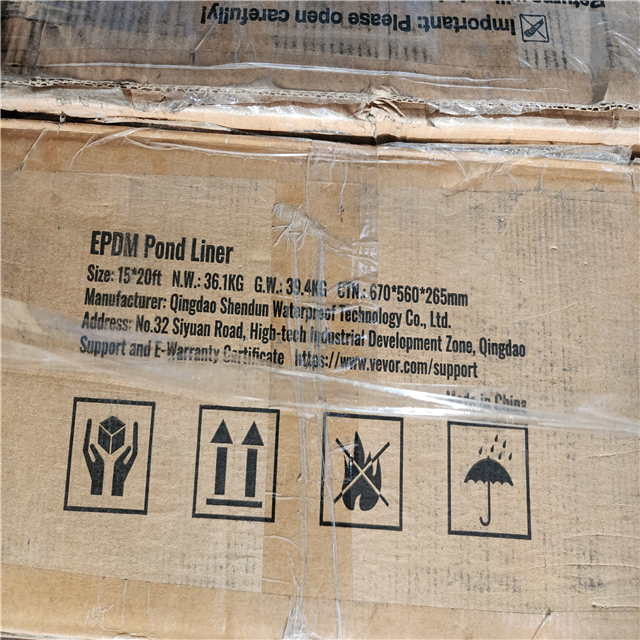 Important: Please open carefully!
EPDM Pond Liner
Size: 15*20ft N.W.: 36.1KG G.W.: 39.4KG CTN.: 670*560*265mm
Manufacturer: Qingdao Shendun Waterproof Technology Co., Ltd.
Address: No.32 Siyuan Road, High-tech Industrial Development Zone, Qingdao
Support and E-Warranty Certificate https://www.vevor.com/support
Made in China